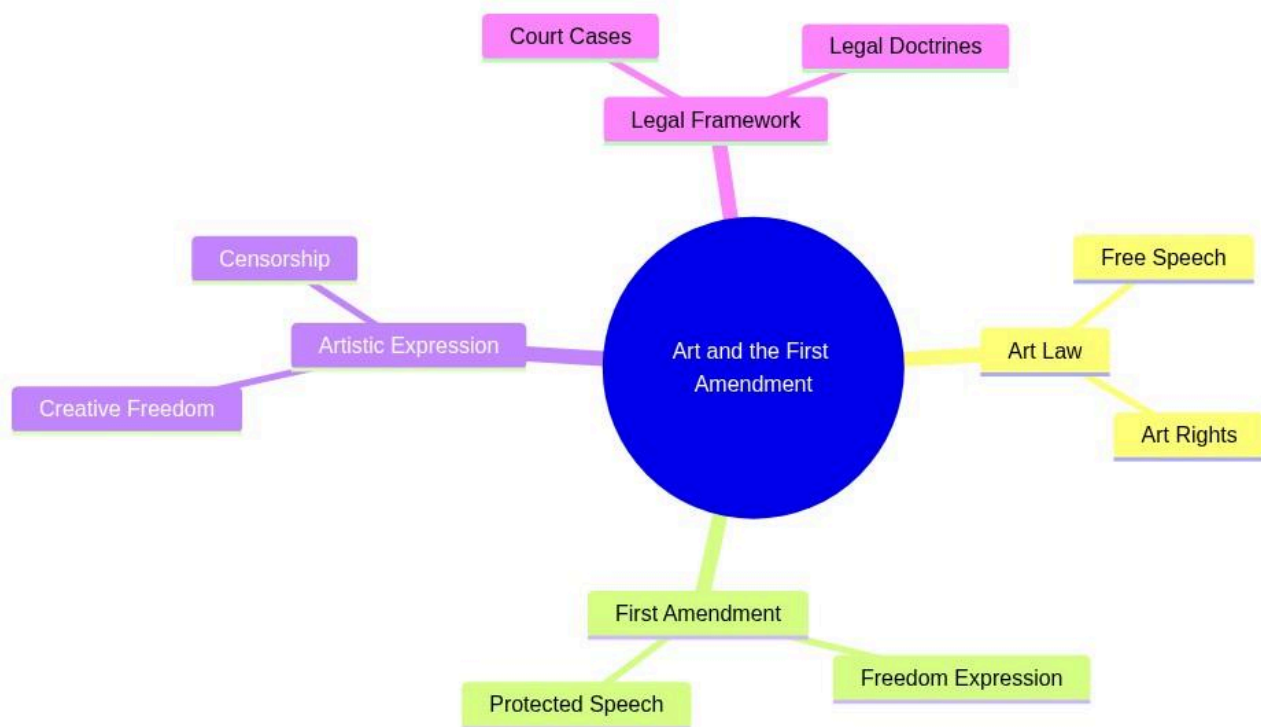 Court Cases
Legal Doctrines
Legal Framework
Censorship
Free Speech
Artistic Expression
Art and the First
Amendment
Art Law
Creative Freedom
Art Rights
First Amendment
Freedom Expression
Protected Speech